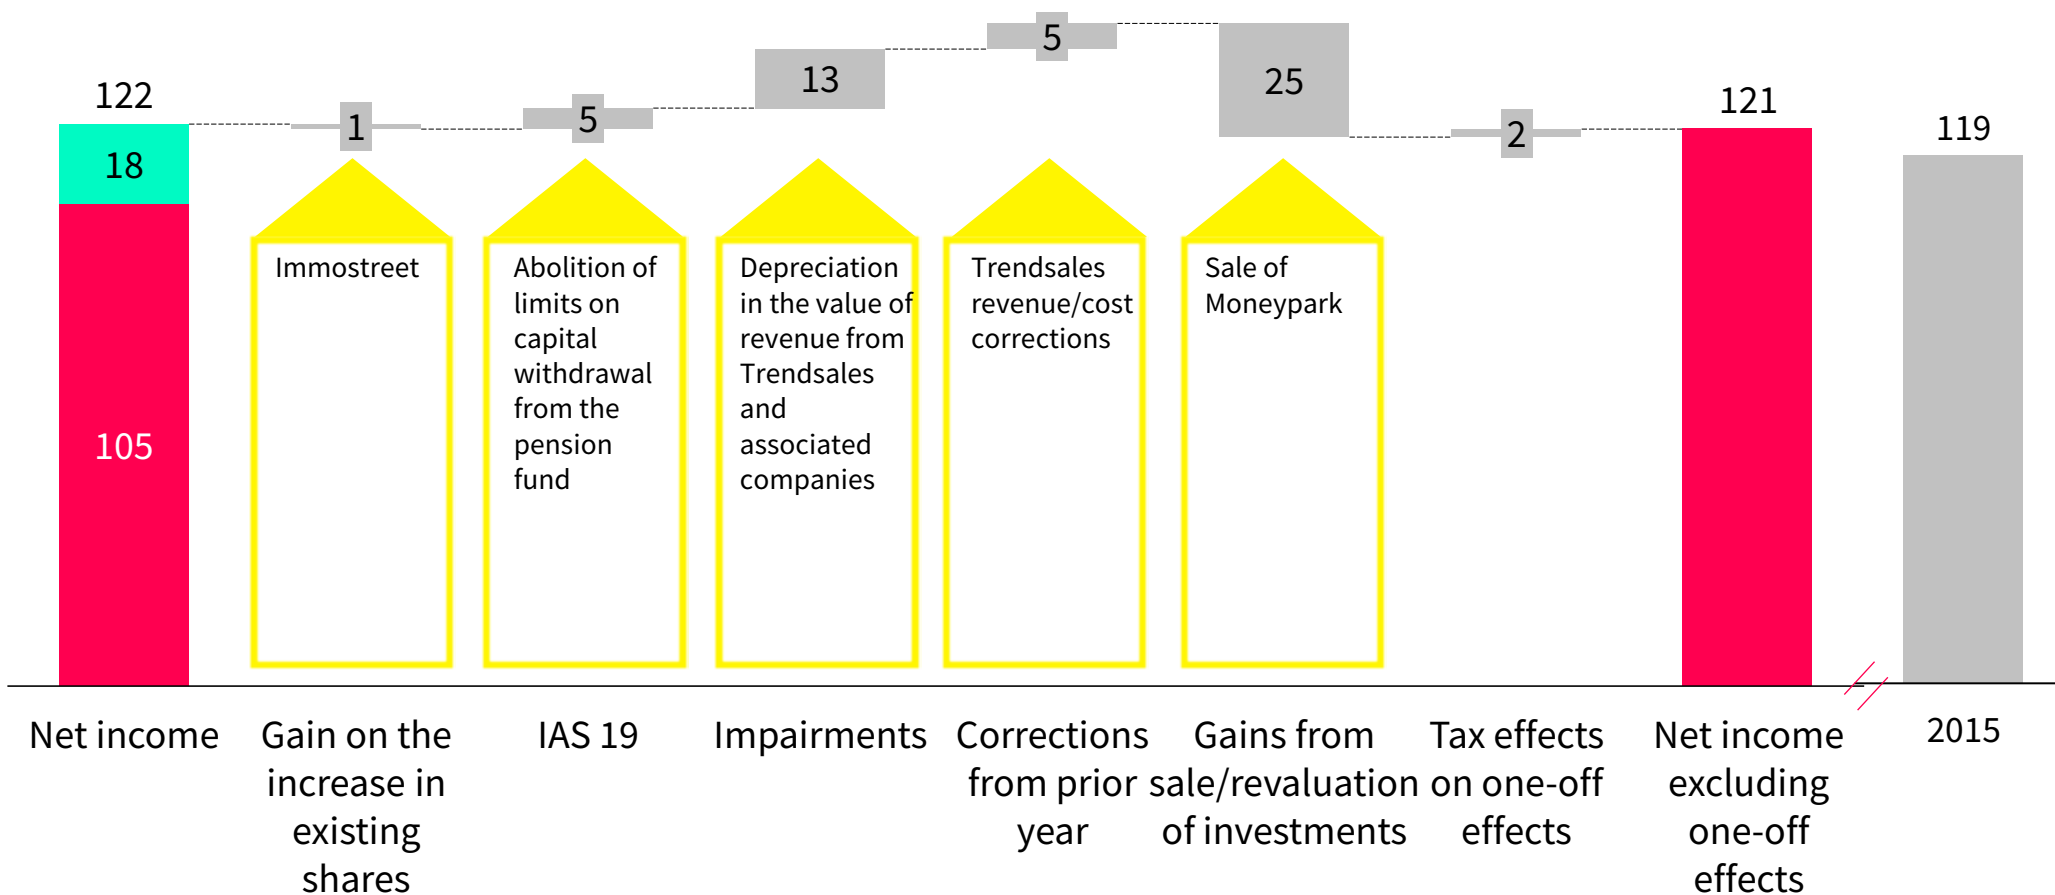 122
18
105
1
5
13
5
25
2
121
119
Immostreet
Abolition of
limits on
capital
withdrawal
from the
pension
fund
Depreciation
in the value of
revenue from
Trendsales
and
associated
companies
Trendsales
revenue/cost
corrections
Sale of
Moneypark
Net income
Gain on the
increase in
existing
shares
IAS 19
Impairments
Corrections
from prior
year
Gains from
sale/revaluation
of investments
Tax effects
on one-off
effects
Net income
excluding
one-off
effects
2015